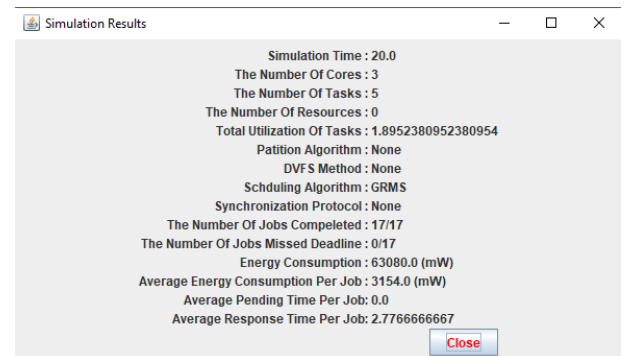 Simulation Results
Simulation Time : 20.0
The Number Of Cores : 3
The Number Of Tasks : 5
The Number Of Resources : 0
Total Utilization Of Tasks : 1.8952380952380954
Patition Algorithm : None
DVFS Method : None
Schduling Algorithm : GRMS
Synchronization Protocol : None
The Number Of Jobs Compeleted : 17/17
The Number Of Jobs Missed Deadline : 0/17
Energy Consumption : 63080.0 (mW)
Average Energy Consumption Per Job : 3154.0 (mW)
Average Pending Time Per Job: 0.0
Average Response Time Per Job: 2.7766666667
Close